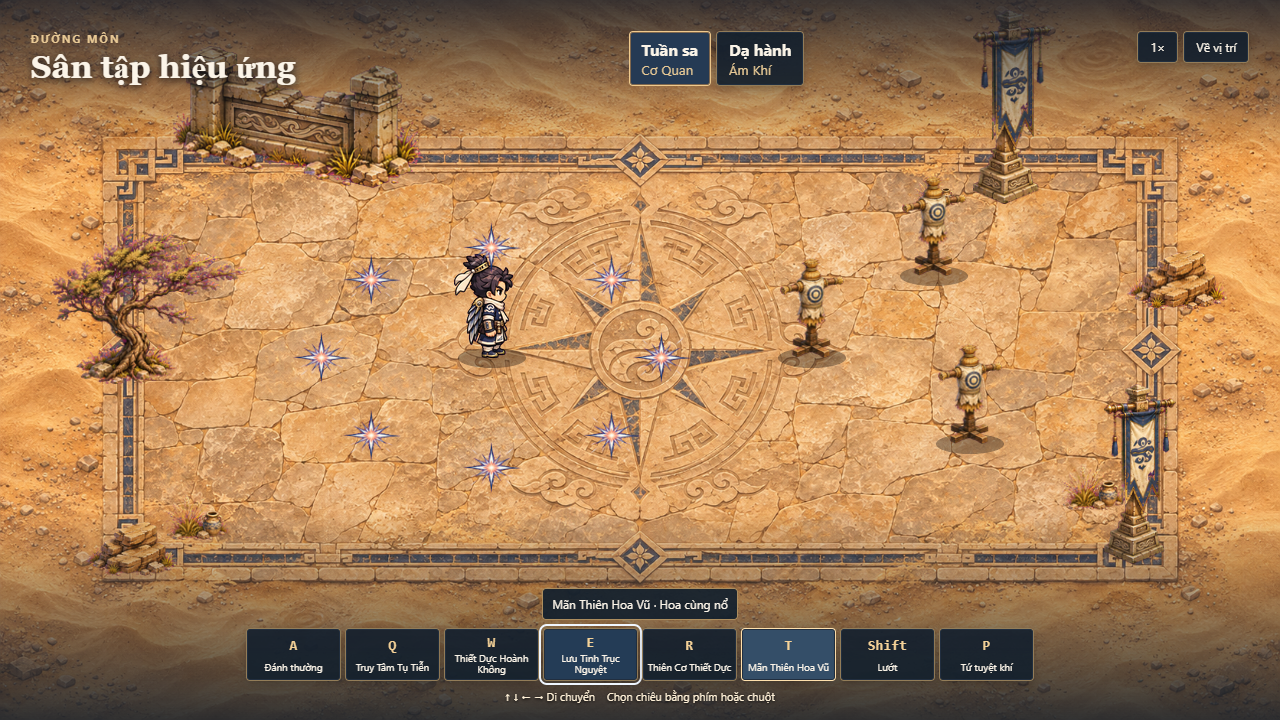 ĐƯỜNG MÔN
Sân tập hiệu ứng
Tuần sa
Cơ Quan
Dạ hành
Ám Khí
1×
Về vị trí
Mãn Thiên Hoa Vũ · Hoa cùng nổ
A
Đánh thường
Q
Truy Tâm Tụ Tiễn
W
Thiết Dực Hoành
Không
E
Lưu Tinh Trục
Nguyệt
R
Thiên Cơ Thiết Dực
T
Mãn Thiên Hoa Vũ
Shift
Lướt
P
Tứ tuyệt khí
↑ ↓ ← → Di chuyển Chọn chiêu bằng phím hoặc chuột